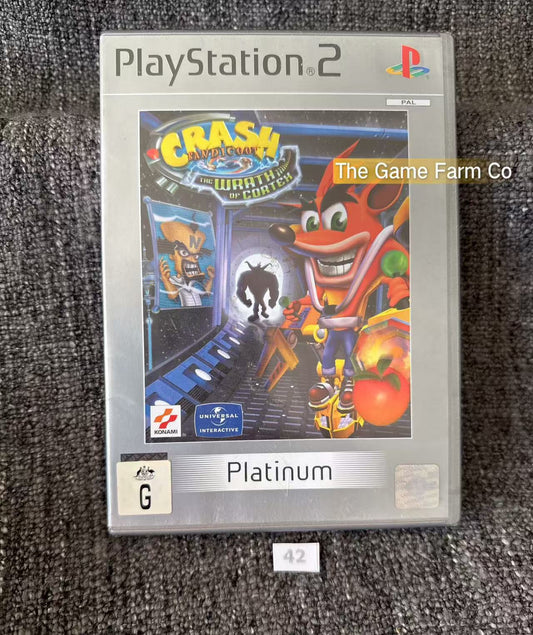 PlayStation®2
PAL
CRASH
BANDICOOT
THE WRATH
OF CORTEX
The Game Farm Co
N
KONAMI
UNIVERSAL
INTERACTIVE
Platinum
G
42